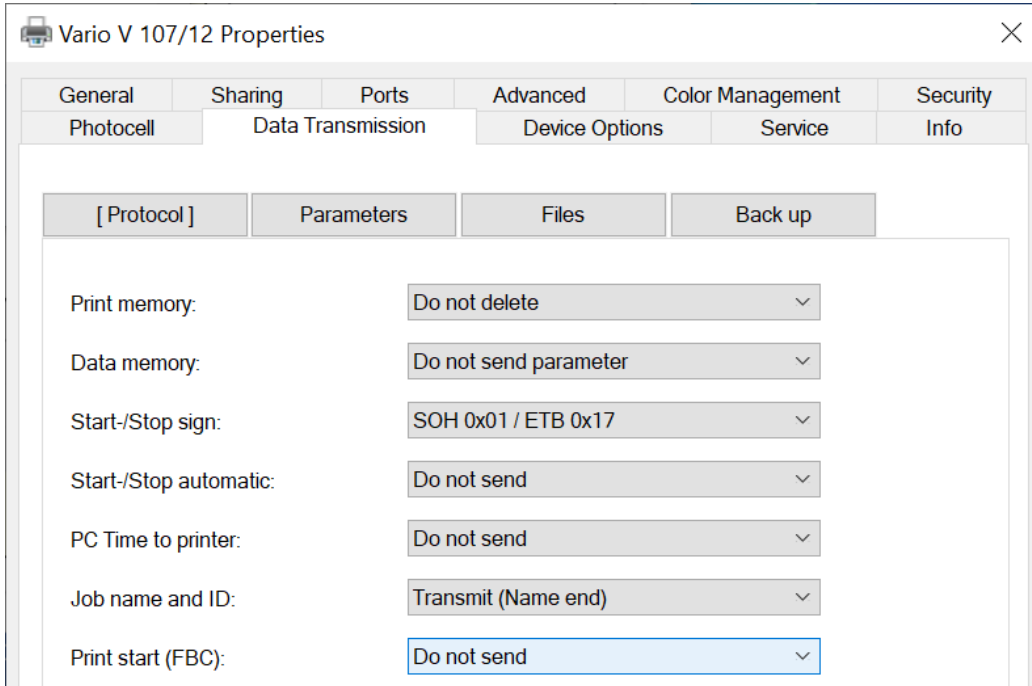 Vario V 107/12 Properties
General Sharing Ports Advanced Color Management Security
Photocell Data Transmission Device Options Service Info
[ Protocol ] Parameters Files Back up
Print memory: Do not delete
Data memory: Do not send parameter
Start-/Stop sign: SOH 0x01 / ETB 0x17
Start-/Stop automatic: Do not send
PC Time to printer: Do not send
Job name and ID: Transmit (Name end)
Print start (FBC): Do not send